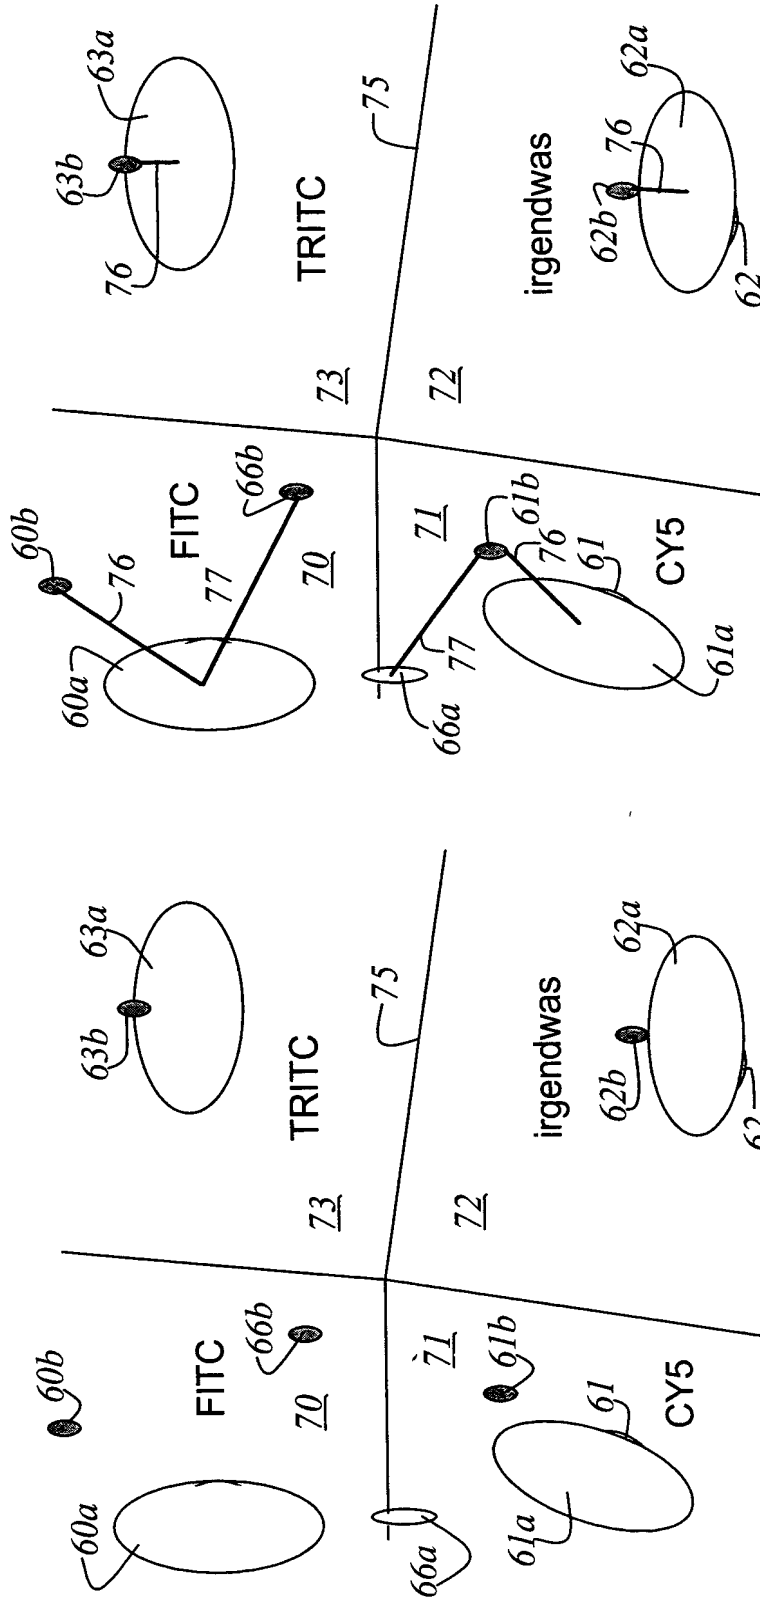 60b
60a
63b
63a
FITC
66b
70
TRITC
73
75
66a
71
72
61b
61a
irgendwas
61
62b
62a
CY5
62
60b
60a
76
63b
63a
76
FITC
77
66b
70
TRITC
73
75
66a
71
72
77
61b
76
irgendwas
61
62b
76
62a
CY5
61a
62